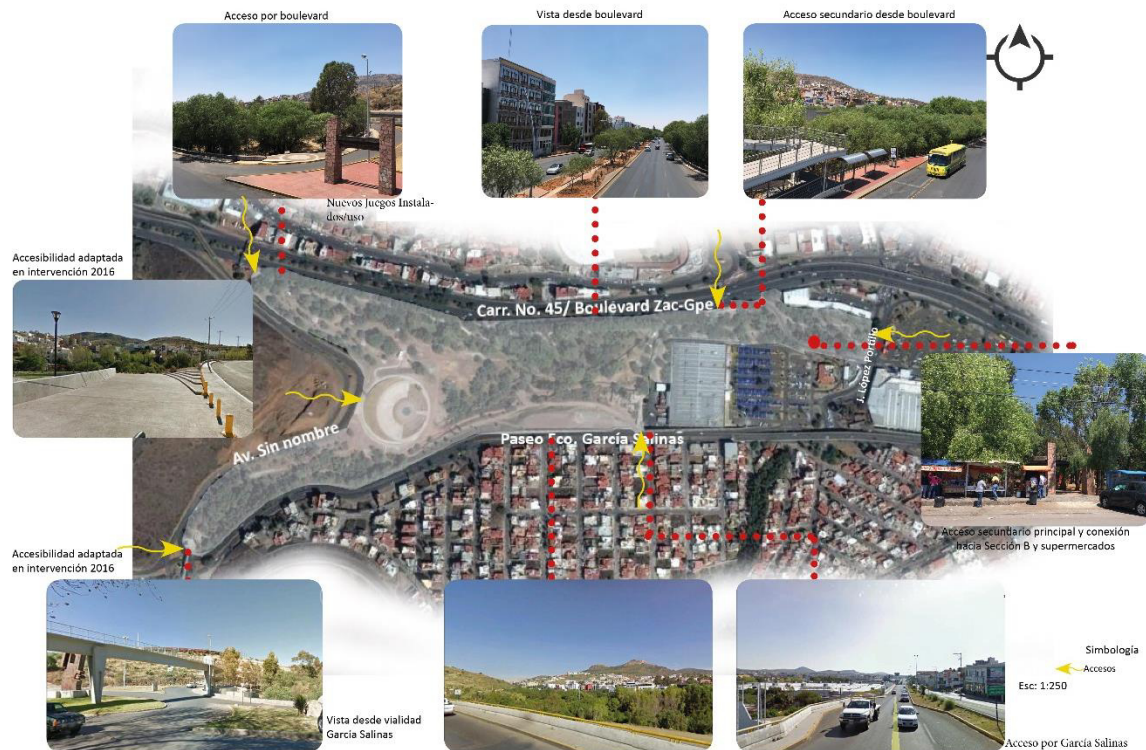 Acceso por boulevard
Vista desde boulevard
Acceso secundario desde boulevard
Nuevos Juegos Instala-
dos/uso
Accesibilidad adaptada
en intervención 2016
Carr. No. 45/ Boulevard Zac-Gpe
J. López Portillo
Av. Sin nombre
Paseo Fco. García Salinas
Acceso secundario principal y conexión
hacia Sección B y supermercados
Accesibilidad adaptada
en intervención 2016
Vista desde vialidad
García Salinas
Simbología
Accesos
Esc: 1:250
Acceso por García Salinas